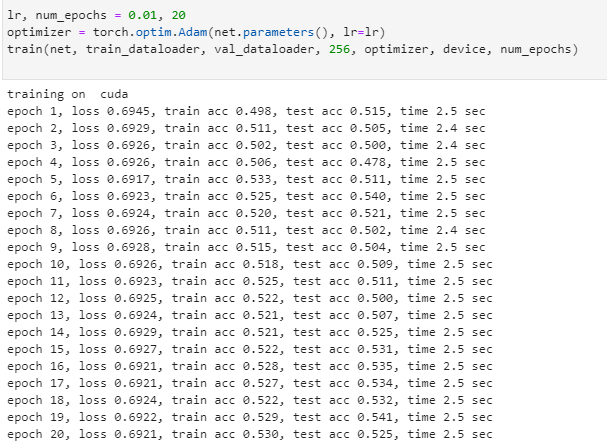 lr, num_epochs = 0.01, 20
optimizer = torch.optim.Adam(net.parameters(), lr=lr)
train(net, train_dataloader, val_dataloader, 256, optimizer, device, num_epochs)
training on  cuda
epoch 1, loss 0.6945, train acc 0.498, test acc 0.515, time 2.5 sec
epoch 2, loss 0.6929, train acc 0.511, test acc 0.505, time 2.4 sec
epoch 3, loss 0.6926, train acc 0.502, test acc 0.500, time 2.4 sec
epoch 4, loss 0.6926, train acc 0.506, test acc 0.478, time 2.5 sec
epoch 5, loss 0.6917, train acc 0.533, test acc 0.511, time 2.5 sec
epoch 6, loss 0.6923, train acc 0.525, test acc 0.540, time 2.5 sec
epoch 7, loss 0.6924, train acc 0.520, test acc 0.521, time 2.5 sec
epoch 8, loss 0.6926, train acc 0.511, test acc 0.502, time 2.4 sec
epoch 9, loss 0.6928, train acc 0.515, test acc 0.504, time 2.5 sec
epoch 10, loss 0.6926, train acc 0.518, test acc 0.509, time 2.5 sec
epoch 11, loss 0.6923, train acc 0.525, test acc 0.511, time 2.5 sec
epoch 12, loss 0.6925, train acc 0.522, test acc 0.500, time 2.5 sec
epoch 13, loss 0.6924, train acc 0.521, test acc 0.507, time 2.5 sec
epoch 14, loss 0.6929, train acc 0.521, test acc 0.525, time 2.5 sec
epoch 15, loss 0.6927, train acc 0.522, test acc 0.531, time 2.5 sec
epoch 16, loss 0.6921, train acc 0.528, test acc 0.535, time 2.5 sec
epoch 17, loss 0.6921, train acc 0.527, test acc 0.534, time 2.5 sec
epoch 18, loss 0.6924, train acc 0.522, test acc 0.532, time 2.5 sec
epoch 19, loss 0.6922, train acc 0.529, test acc 0.541, time 2.5 sec
epoch 20, loss 0.6921, train acc 0.530, test acc 0.525, time 2.5 sec